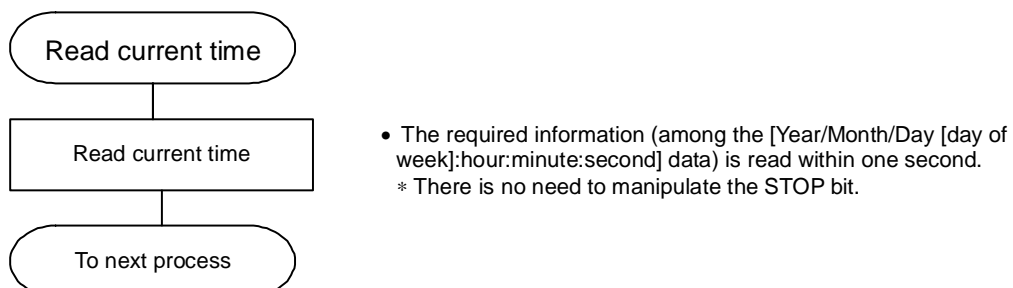 Read current time
Read current time
To next process
• The required information (among the [Year/Month/Day [day of
week]:hour:minute:second] data) is read within one second.
∗ There is no need to manipulate the STOP bit.